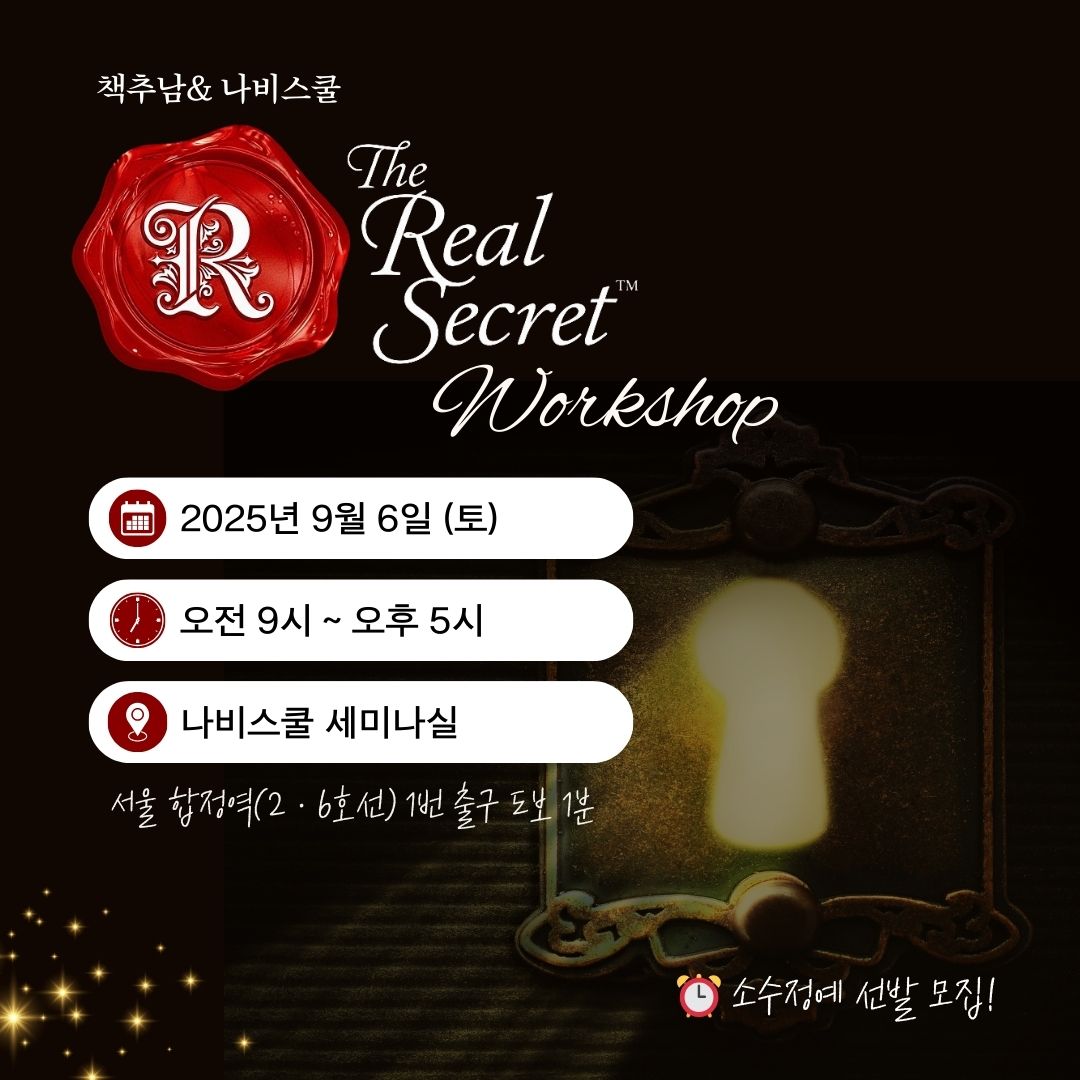 책추남& 나비스쿨
R
The
Real
Secret™
Workshop
2025년 9월 6일 (토)
오전 9시 ~ 오후 5시
나비스쿨 세미나실
서울 합정역(2 · 6호선) 1번 출구 도보 1분
소수정예 선발 모집!